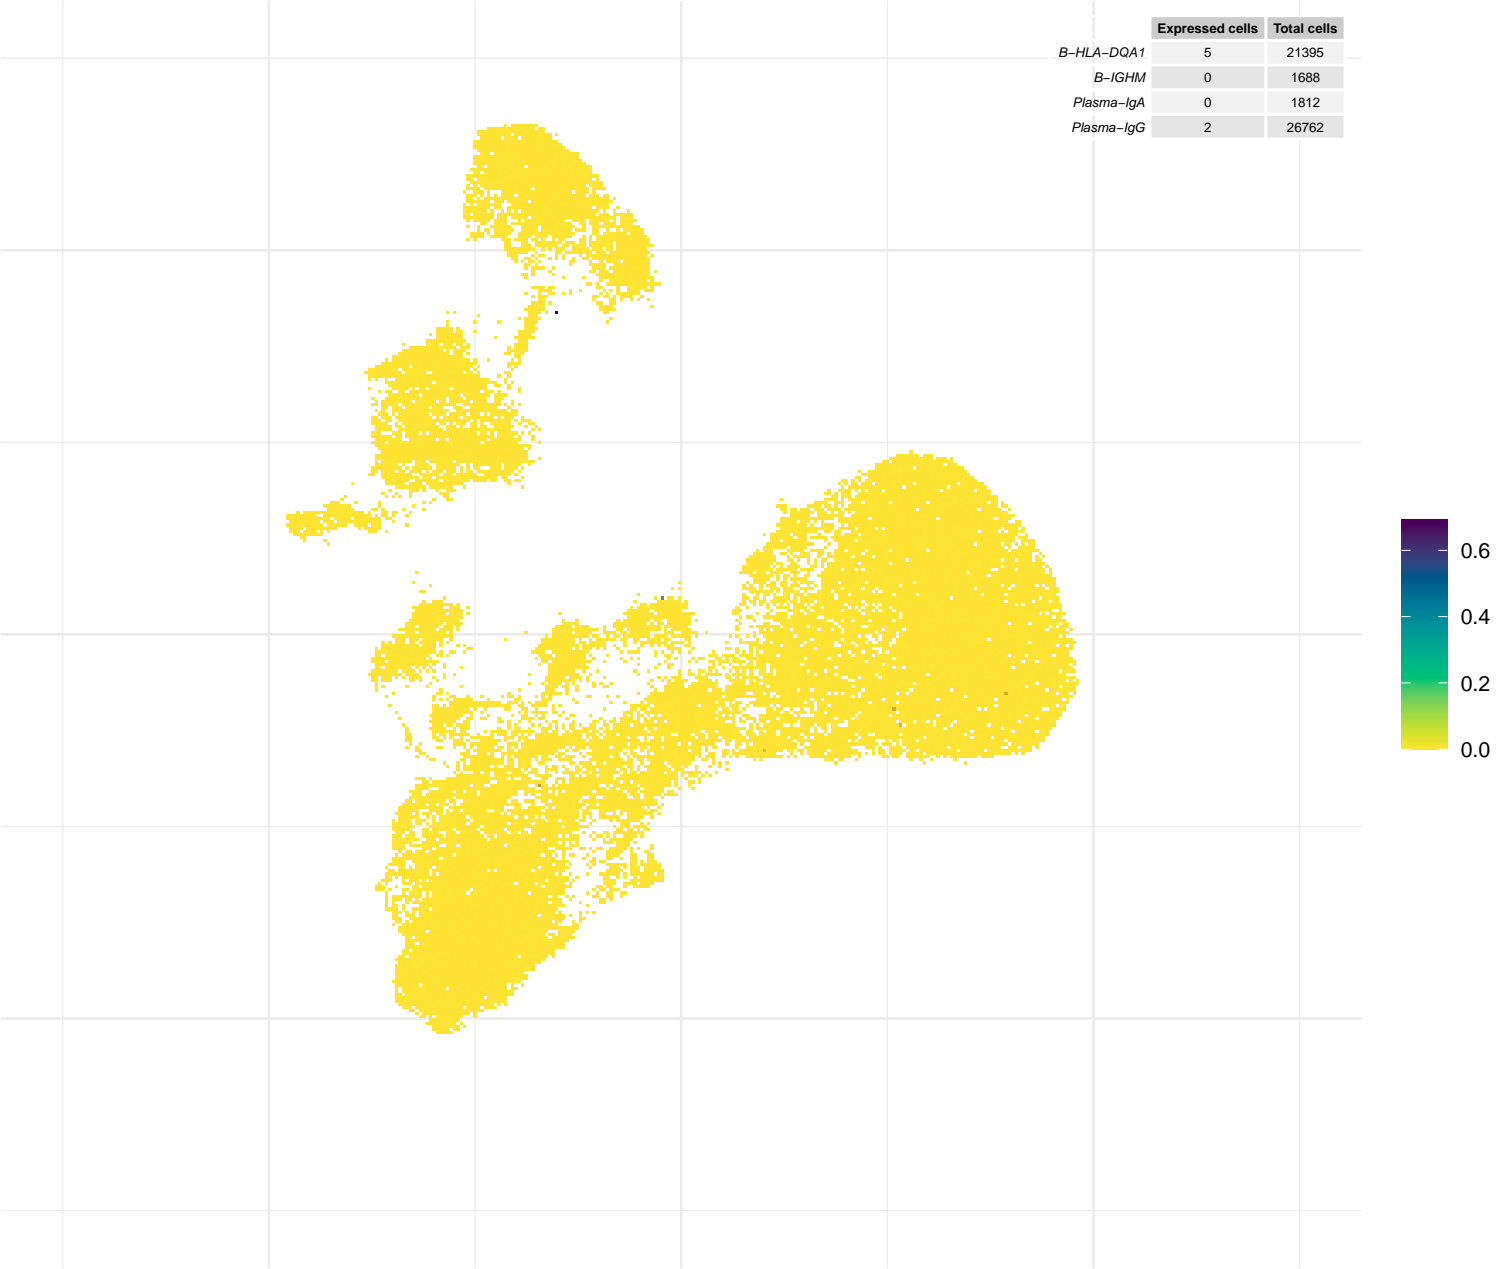 Expressed cells Total cells
B−HLA−DQA1 5 21395
B−IGHM 0 1688
Plasma−IgA 0 1812
Plasma−IgG 2 26762
0.6
0.4
0.2
0.0